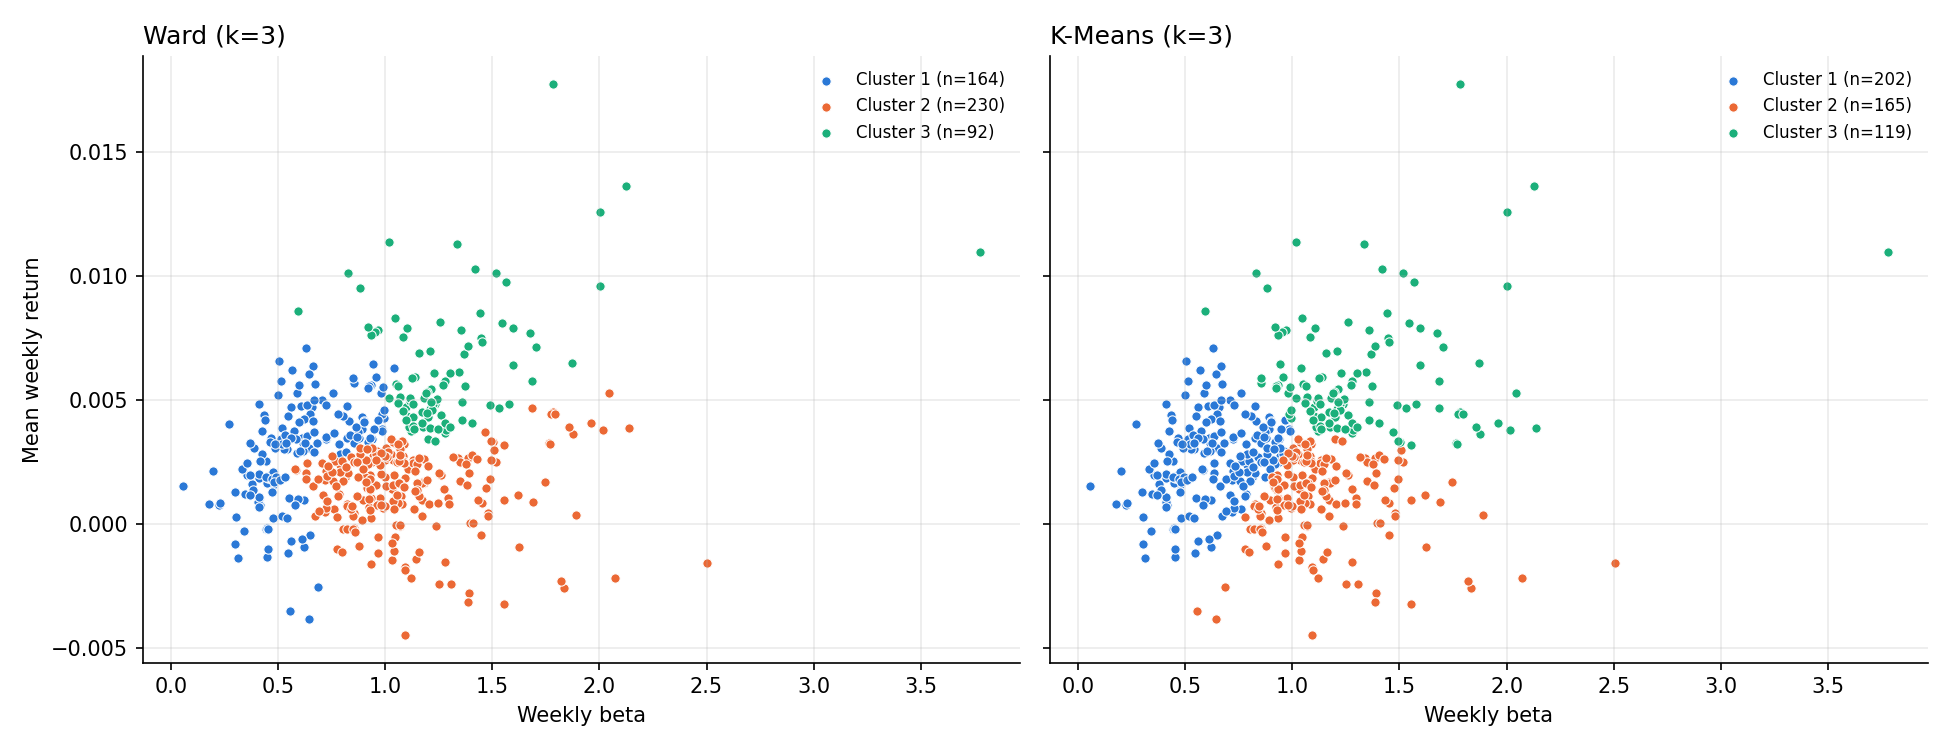 Ward (k=3)
Cluster 1 (n=164)
Cluster 2 (n=230)
Cluster 3 (n=92)
0.015
0.010
0.005
0.000
−0.005
Mean weekly return
0.0 0.5 1.0 1.5 2.0 2.5 3.0 3.5
Weekly beta
K-Means (k=3)
Cluster 1 (n=202)
Cluster 2 (n=165)
Cluster 3 (n=119)
0.0 0.5 1.0 1.5 2.0 2.5 3.0 3.5
Weekly beta